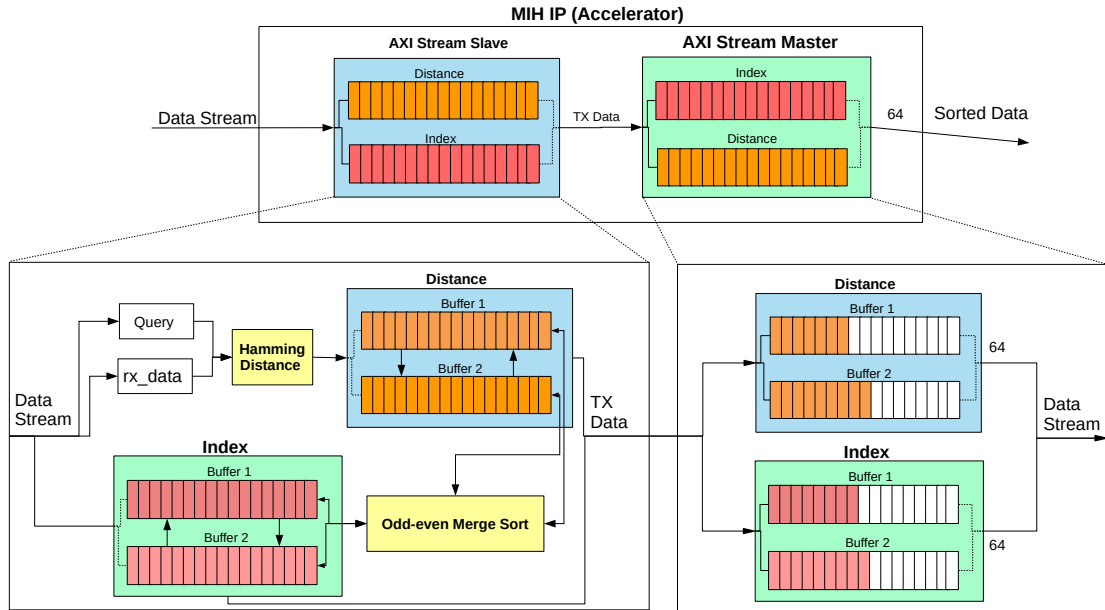 MIH IP (Accelerator)
AXI Stream Slave
AXI Stream Master
Distance
Index
Data Stream
TX Data
64
Sorted Data
Index
Distance
Distance
Buffer 1
Query
Hamming
Distance
rx_data
Buffer 2
Data
Stream
TX
Data
Index
Buffer 1
Odd-even Merge Sort
Buffer 2
Distance
Buffer 1
64
Buffer 2
Data
Stream
Index
Buffer 1
64
Buffer 2